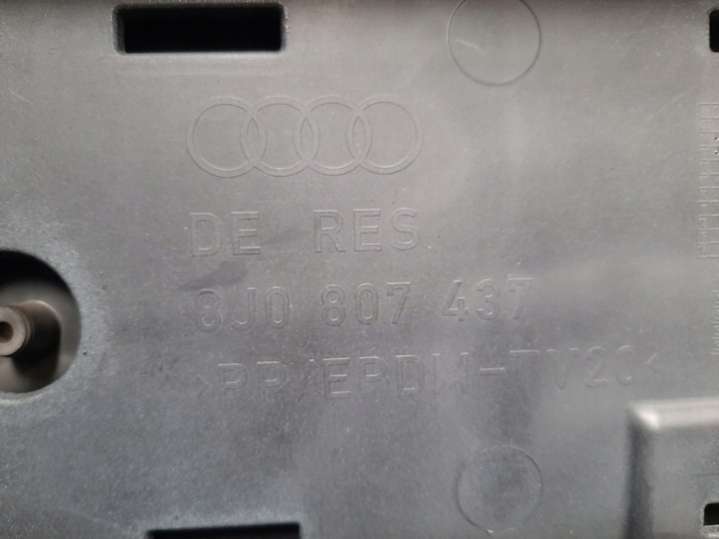 DE RES
8J0 807 437
>PP/EPDM-TV20<